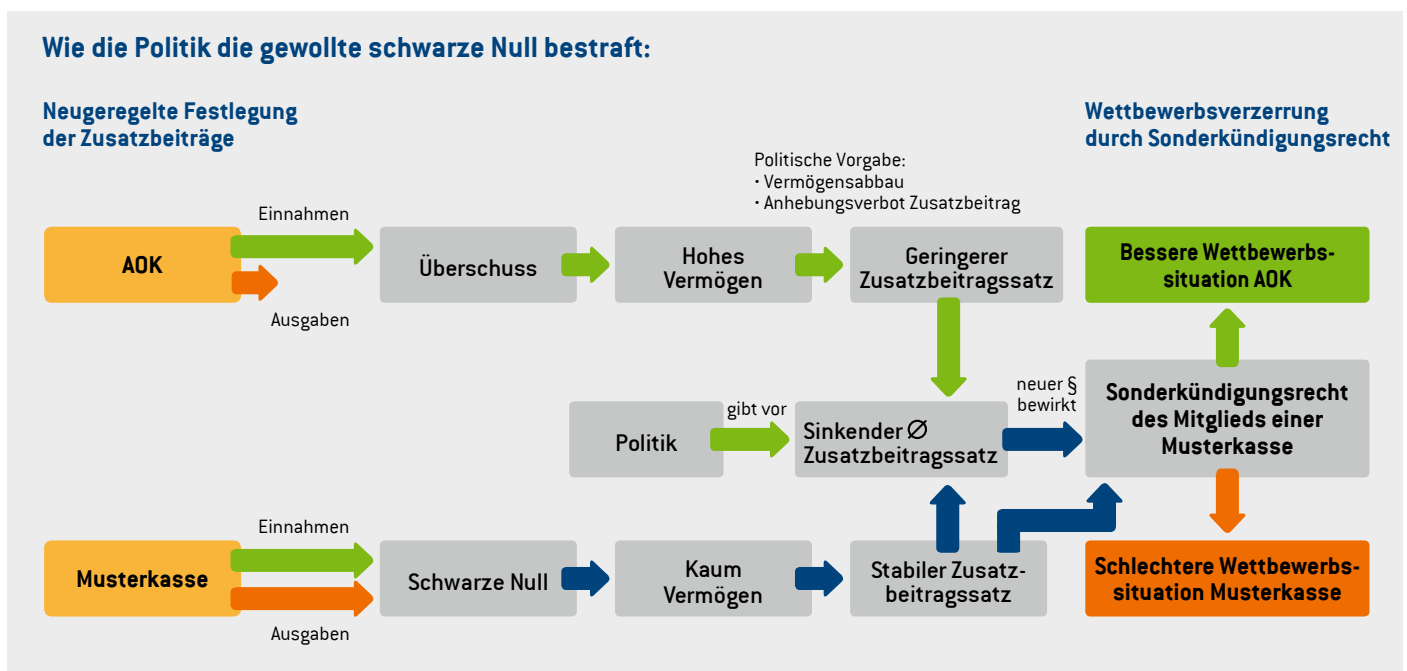 Wie die Politik die gewollte schwarze Null bestraft:
Neugeregelte Festlegung
der Zusatzbeiträge
Wettbewerbsverzerrung
durch Sonderkündigungsrecht
Politische Vorgabe:
• Vermögensabbau
• Anhebungsverbot Zusatzbeitrag
Einnahmen
AOK
Ausgaben
Überschuss
Hohes
Vermögen
Geringerer
Zusatzbeitragssatz
Bessere Wettbewerbs-
situation AOK
Politik
gibt vor
Sinkender Ø
Zusatzbeitragssatz
neuer §
bewirkt
Sonderkündigungsrecht
des Mitglieds einer
Musterkasse
Einnahmen
Musterkasse
Ausgaben
Schwarze Null
Kaum
Vermögen
Stabiler Zusatz-
beitragssatz
Schlechtere Wettbewerbs-
situation Musterkasse